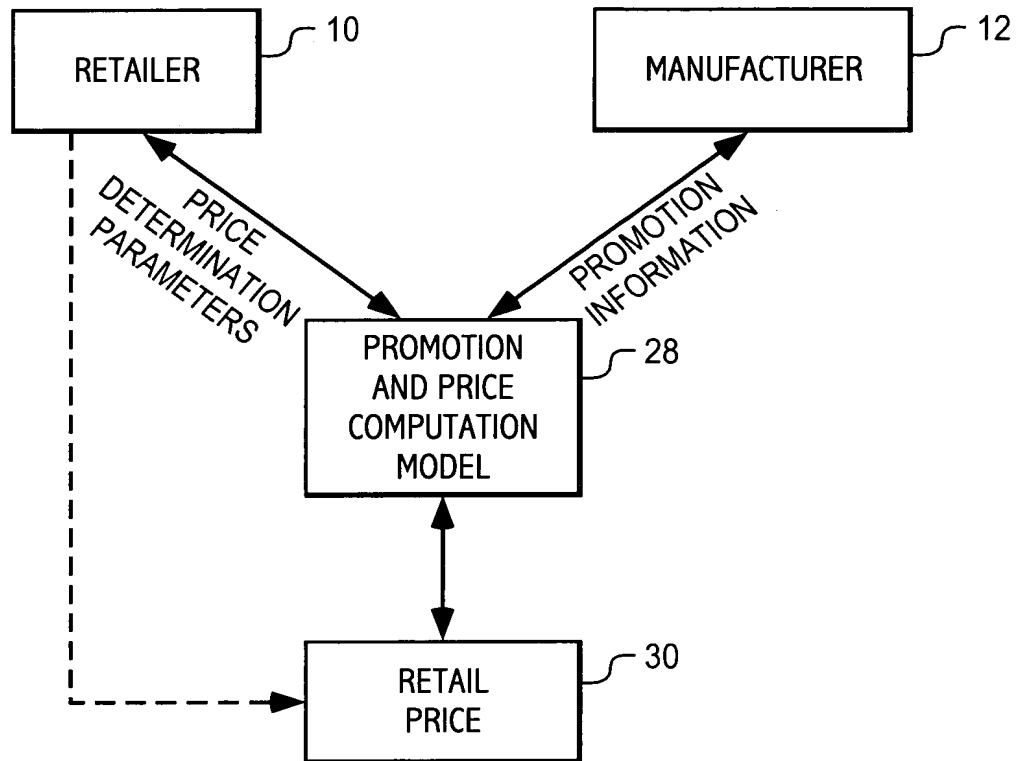 RETAILER
10
MANUFACTURER
12
PRICE
DETERMINATION
PARAMETERS
PROMOTION
INFORMATION
PROMOTION
AND PRICE
COMPUTATION
MODEL
28
RETAIL
PRICE
30